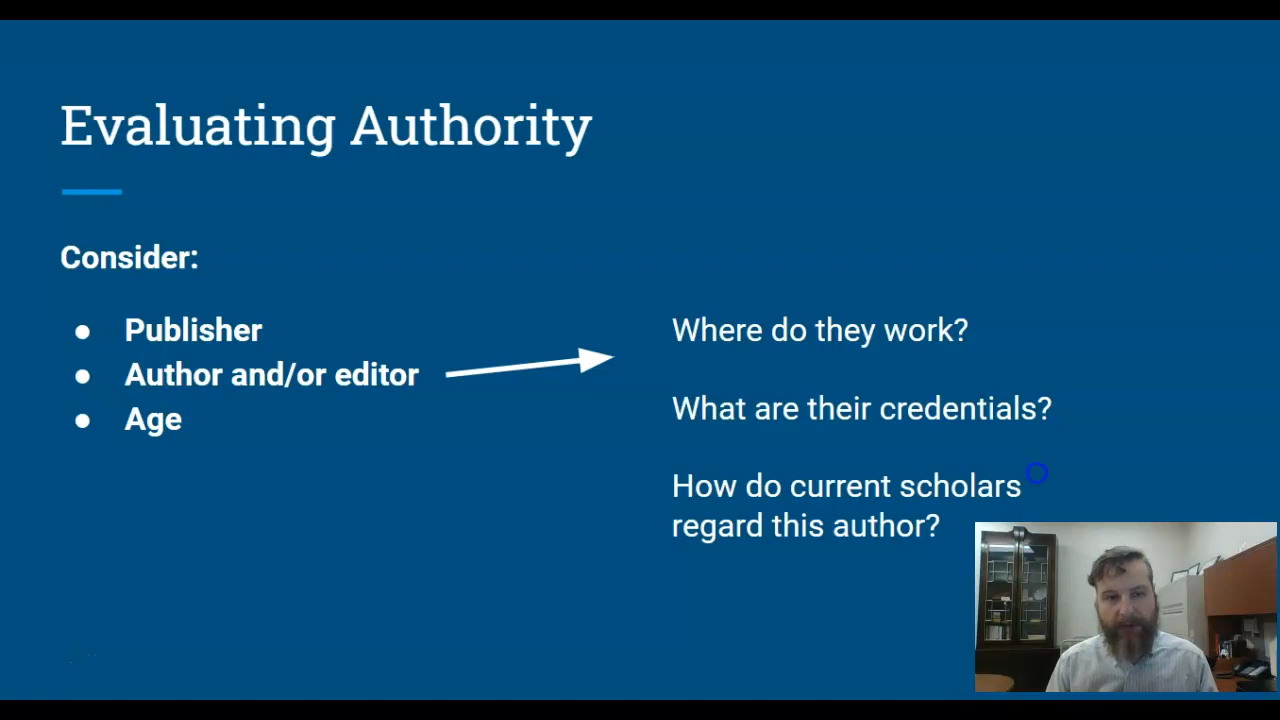 Evaluating Authority
Consider:
● Publisher
● Author and/or editor
● Age
Where do they work?
What are their credentials?
How do current scholars
regard this author?